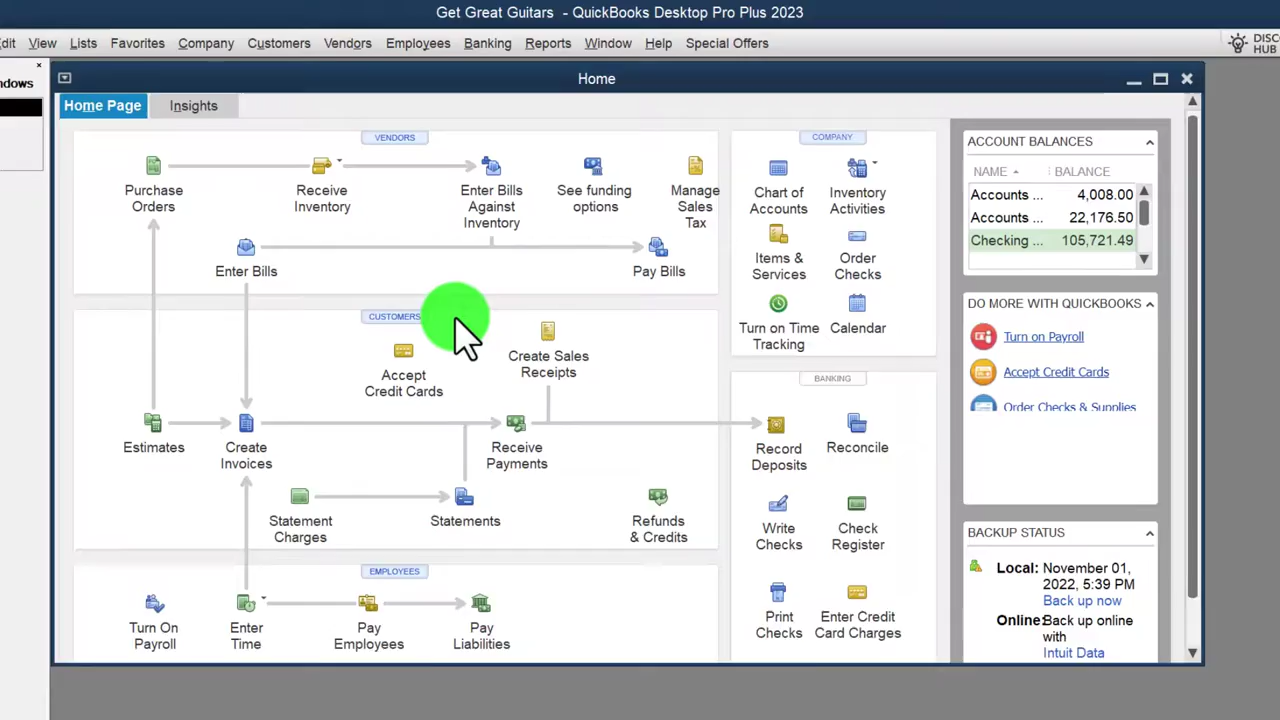 Get Great Guitars - QuickBooks Desktop Pro Plus 2023
dit View Lists Favorites Company Customers Vendors Employees Banking Reports Window Help Special Offers
DISC
HUB
ndows
Home
Home Page Insights
VENDORS
Purchase
Orders
Receive
Inventory
Enter Bills
Against
Inventory
See funding
options
Manage
Sales
Tax
Enter Bills
Pay Bills
CUSTOMERS
Accept
Credit Cards
Create Sales
Receipts
Estimates
Create
Invoices
Receive
Payments
Statement
Charges
Statements
Refunds
& Credits
EMPLOYEES
Turn On
Payroll
Enter
Time
Pay
Employees
Pay
Liabilities
COMPANY
Chart of
Accounts
Inventory
Activities
Items &
Services
Order
Checks
Turn on Time
Tracking
Calendar
BANKING
Record
Deposits
Reconcile
Write
Checks
Check
Register
Print
Checks
Enter Credit
Card Charges
ACCOUNT BALANCES
NAME BALANCE
Accounts ... 4,008.00
Accounts ... 22,176.50
Checking ... 105,721.49
DO MORE WITH QUICKBOOKS
Turn on Payroll
Accept Credit Cards
Order Checks & Supplies
BACKUP STATUS
Local: November 01,
2022, 5:39 PM
Back up now
Online: Back up online
with
Intuit Data